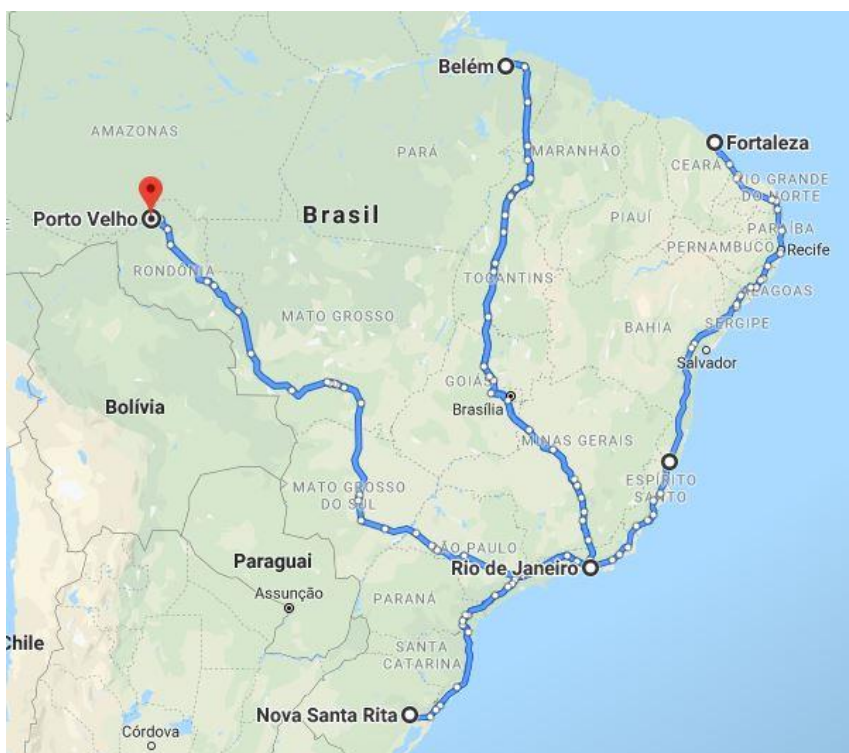 Belém
Fortaleza
AMAZONAS
PARÁ
MARANHÃO
CEARÁ
RIO GRANDE
DO NORTE
Porto Velho
Brasil
PIAUÍ
PARAÍBA
PERNAMBUCO
Recife
RONDÔNIA
TOCANTINS
ALAGOAS
MATO GROSSO
BAHIA
SERGIPE
Salvador
GOIÁS
Bolívia
Brasília
MINAS GERAIS
ESPÍRITO
SANTO
MATO GROSSO
DO SUL
SÃO PAULO
Paraguai
Rio de Janeiro
Assunção
PARANÁ
Chile
SANTA
CATARINA
Nova Santa Rita
Córdova